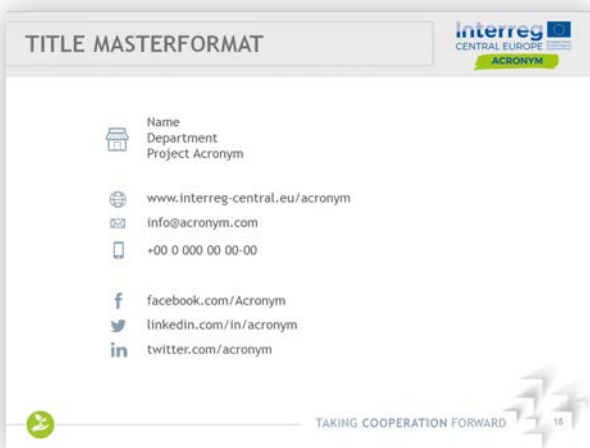 TITLE MASTERFORMAT
Interreg
CENTRAL EUROPE
ACRONYM
Name
Department
Project Acronym
www.interreg-central.eu/acronym
info@acronym.com
+00 0 000 00 00-00
facebook.com/Acronym
linkedin.com/in/acronym
twitter.com/acronym
TAKING COOPERATION FORWARD